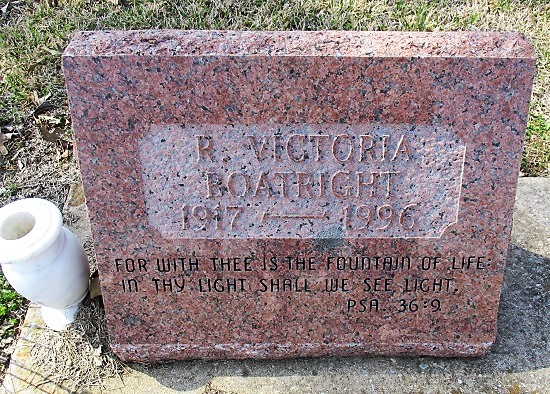 R. VICTORIA
BOATRIGHT
1917 — 1996
FOR WITH THEE IS THE FOUNTAIN OF LIFE:
IN THY LIGHT SHALL WE SEE LIGHT.
PSA. 36:9